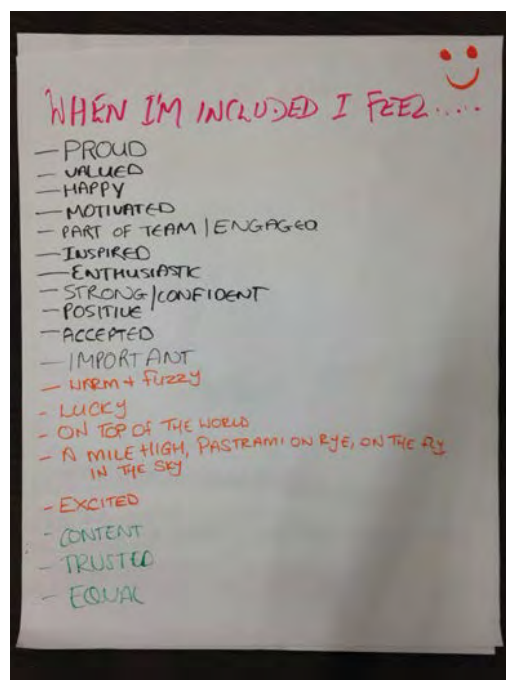 WHEN I'M INCLUDED I FEEL.....
— PROUD
— VALUED
— HAPPY
— MOTIVATED
— PART OF TEAM / ENGAGED
— INSPIRED
— ENTHUSIASTIC
— STRONG / CONFIDENT
— POSITIVE
— ACCEPTED
— IMPORTANT
— WARM + FUZZY
- LUCKY
- ON TOP OF THE WORLD
- A MILE HIGH, PASTRAMI ON RYE, ON THE FLY
IN THE SKY
- EXCITED
- CONTENT
- TRUSTED
- EQUAL